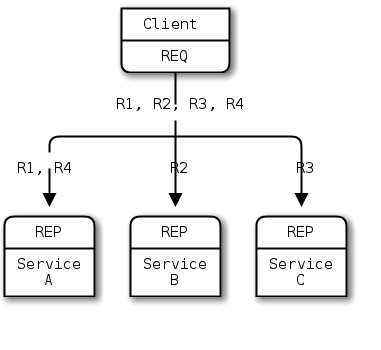 Client
REQ
R1, R2, R3, R4
R1, R4
R2
R3
REP
REP
REP
Service
A
Service
B
Service
C